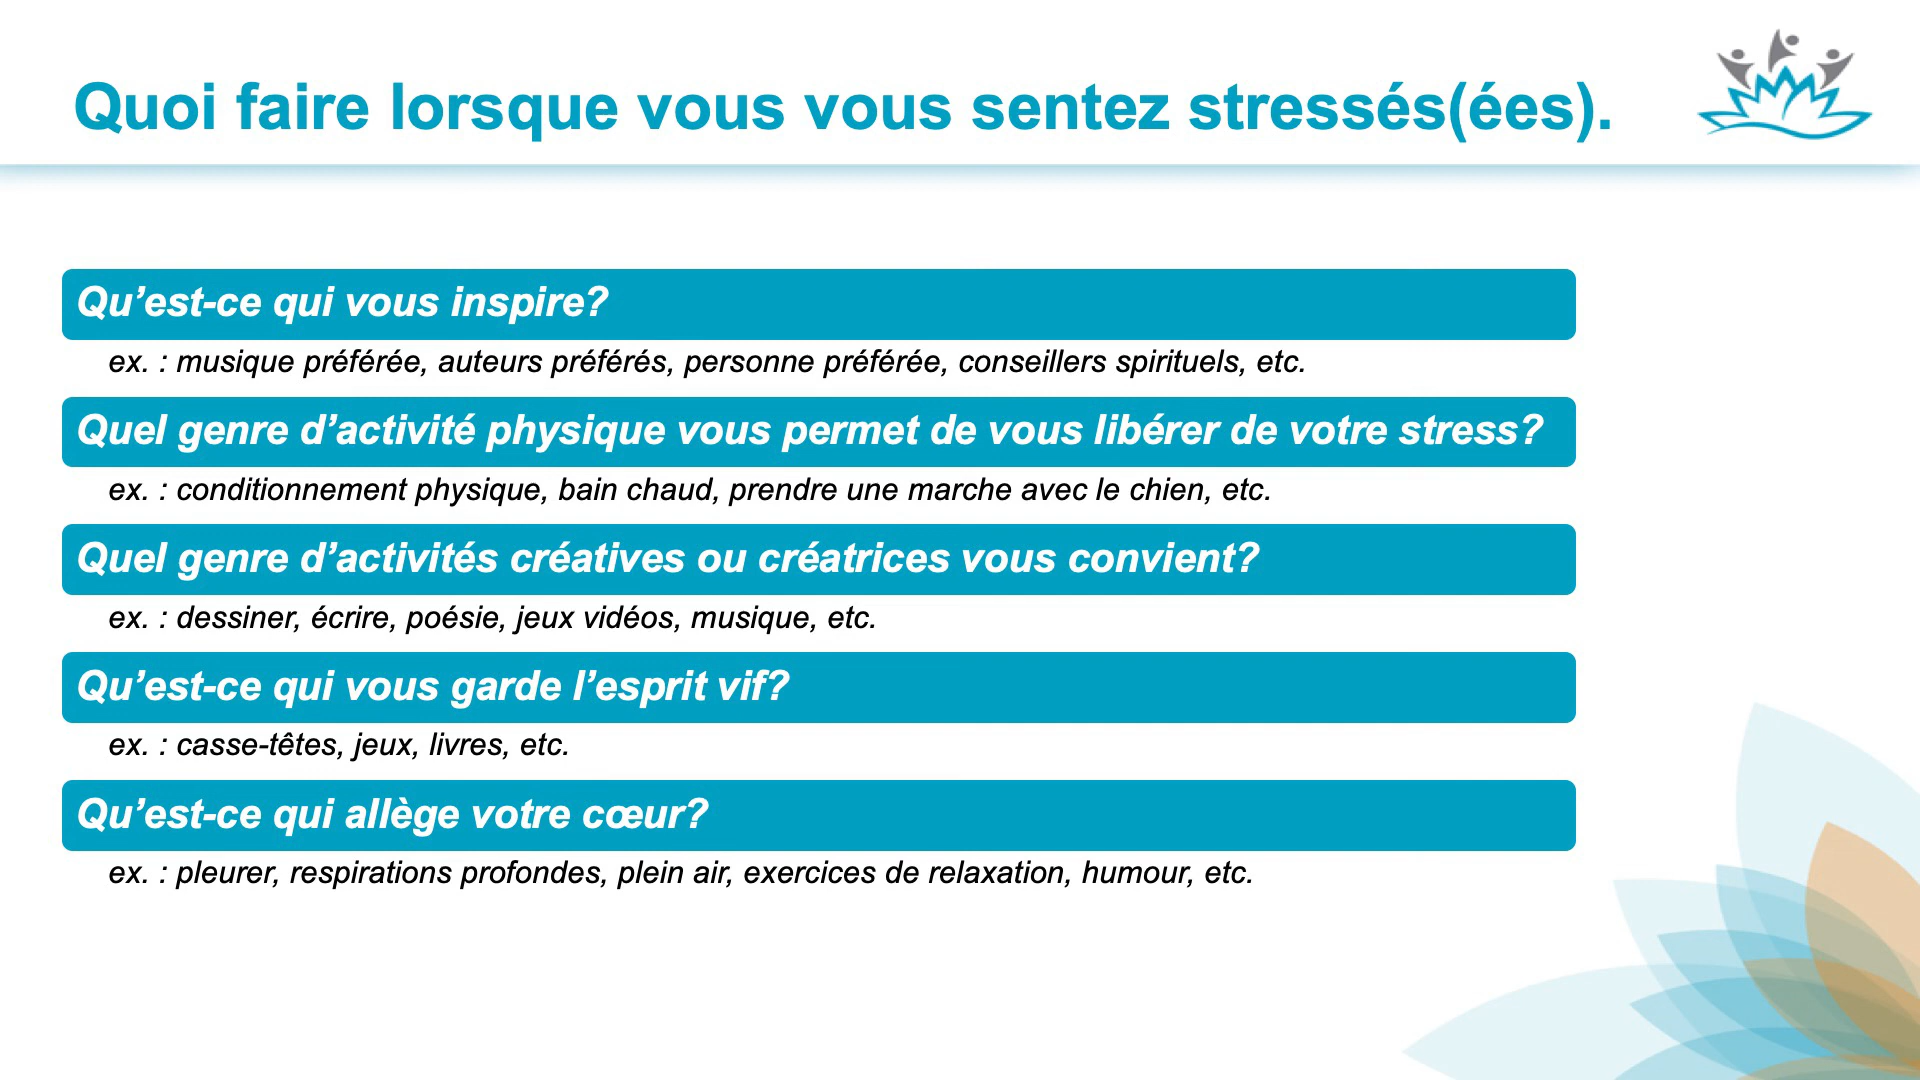 Quoi faire lorsque vous vous sentez stressés(ées).
Qu’est-ce qui vous inspire?
ex. : musique préférée, auteurs préférés, personne préférée, conseillers spirituels, etc.
Quel genre d’activité physique vous permet de vous libérer de votre stress?
ex. : conditionnement physique, bain chaud, prendre une marche avec le chien, etc.
Quel genre d’activités créatives ou créatrices vous convient?
ex. : dessiner, écrire, poésie, jeux vidéos, musique, etc.
Qu’est-ce qui vous garde l’esprit vif?
ex. : casse-têtes, jeux, livres, etc.
Qu’est-ce qui allège votre cœur?
ex. : pleurer, respirations profondes, plein air, exercices de relaxation, humour, etc.